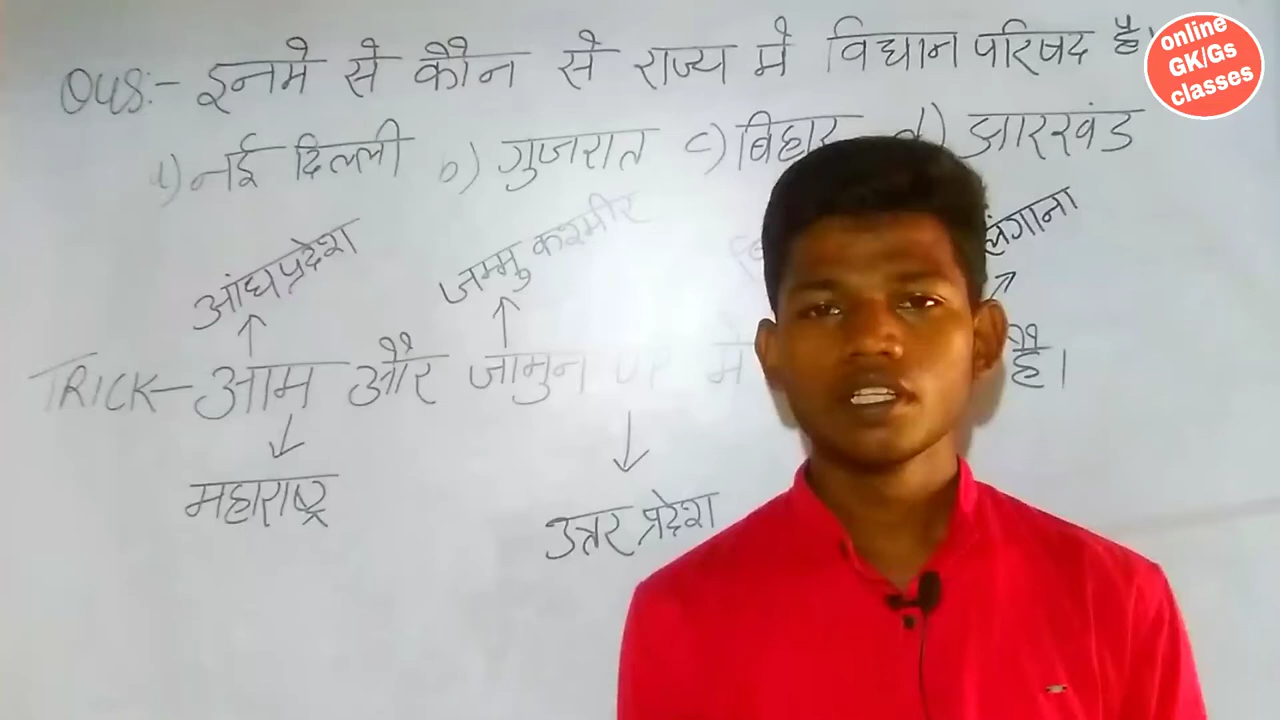 QUS:- इनमे से कौन से राज्य मे विधान परिषद है।
online
GK/Gs
classes
a) नई दिल्ली b) गुजरात c) बिहार d) झारखंड
आंध्रप्रदेश जम्मु कश्मीर
TRICK- आम और जामुन UP मे है।
महाराष्ट्र
उत्तर प्रदेश